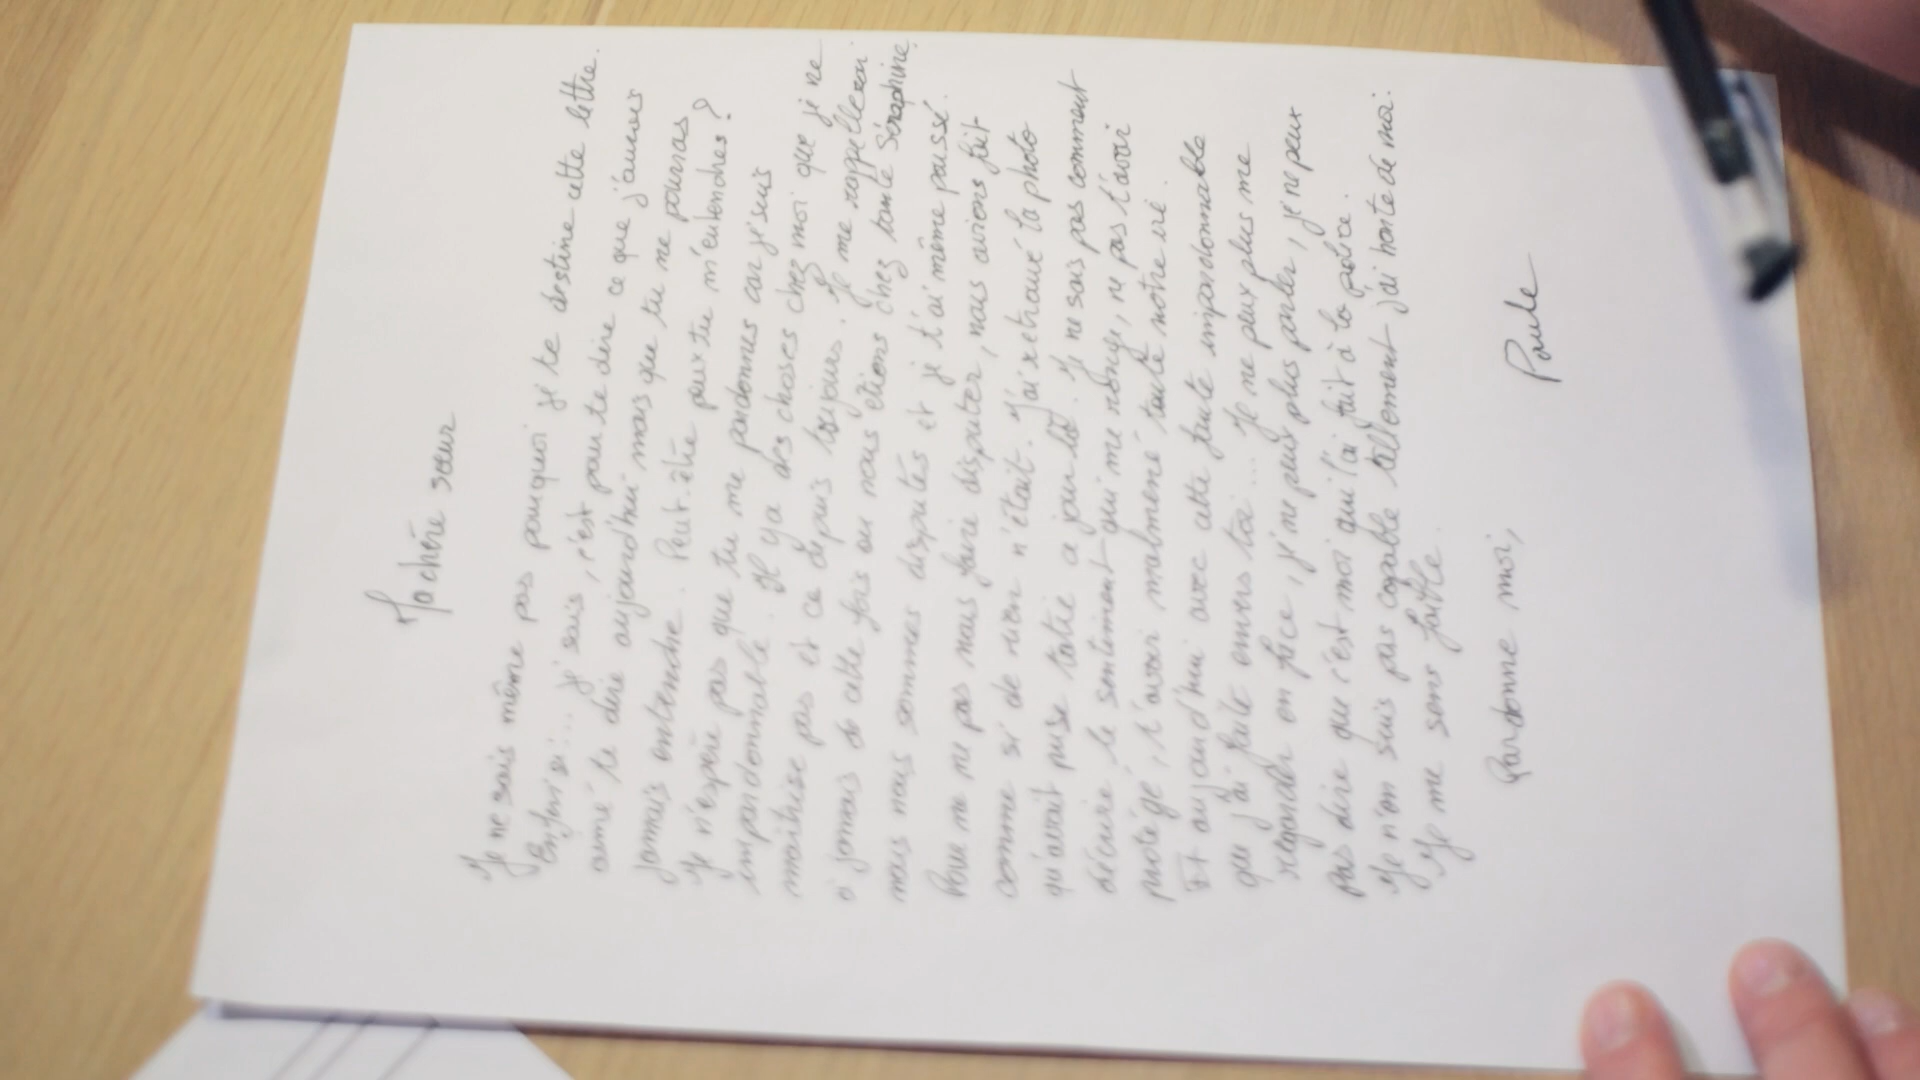 Ma chère sœur
Je ne sais même pas pourquoi je te destine cette lettre.
Enfin si... je sais, c'est pour te dire ce que j'aurais
aimé te dire aujourd'hui mais que tu ne pourras
jamais entendre. Peut-être peux tu m'entendres?
Je n'espère pas que tu me pardonnes car je suis
impardonnable. Il y a des choses chez moi que je ne
maitrise pas et ce depuis toujours. Je me rappellerai
à jamais de cette fois où nous étions chez tante Séraphine.
nous nous sommes disputés et je t'ai même poussé.
Pour ne pas nous faire disputer, nous avions fait
comme si de rien n'était. J'ai retrouvé la photo
qu'avait prise tatie ce jour là. Je ne sais pas comment
décrire le sentiment qui me ronge, ne pas t'avoir
protégé, t'avoir malmené toute notre vie.
Et aujourd'hui avec cette faute impardonnable
que j'ai faite envers toi... Je ne peux plus me
regarder en face, je ne peux plus parler, je ne peux
pas dire que c'est moi qui l'ai fait à la police.
Je n'en suis pas capable tellement j'ai honte de moi.
Je me sens faible.
Pardonne moi,
Paule